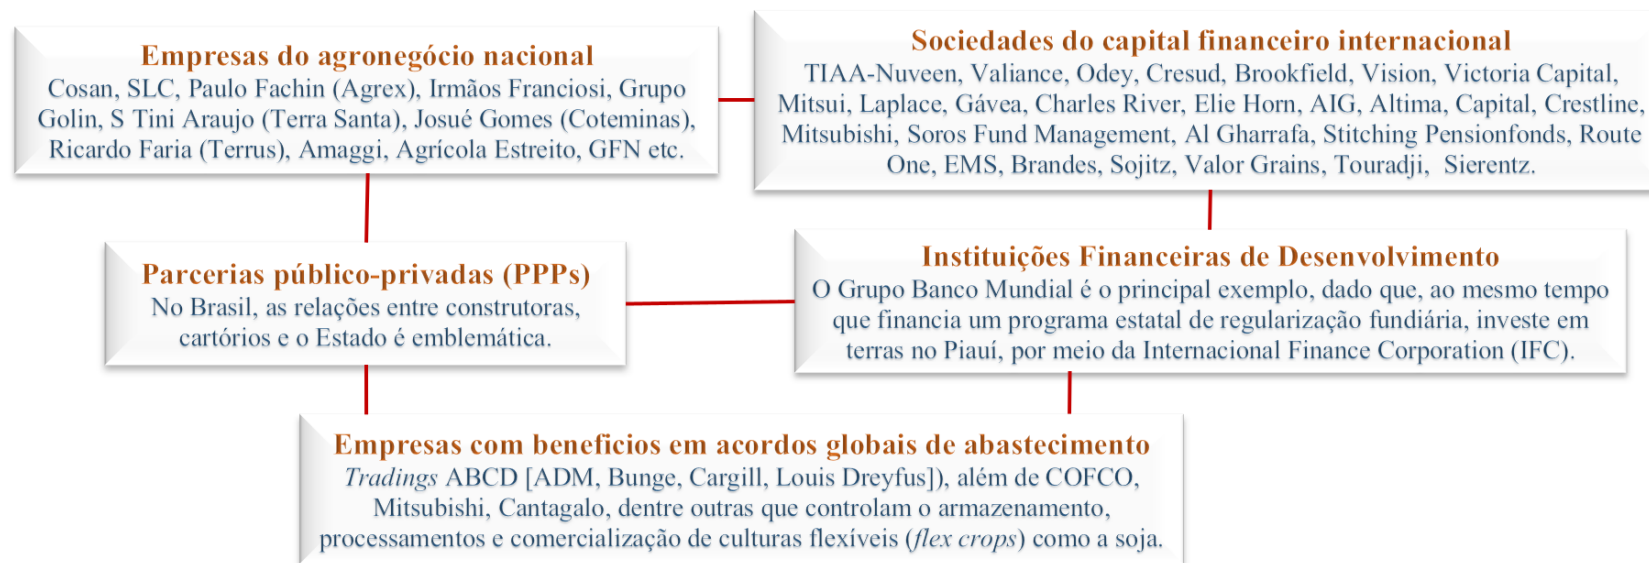 Empresas do agronegócio nacional
Cosan, SLC, Paulo Fachin (Agrex), Irmãos Franciosi, Grupo
Golin, S Tini Araujo (Terra Santa), Josué Gomes (Coteminas),
Ricardo Faria (Terrus), Amaggi, Agrícola Estreito, GFN etc.
Sociedades do capital financeiro internacional
TIAA-Nuveen, Valiance, Odey, Cresud, Brookfield, Vision, Victoria Capital,
Mitsui, Laplace, Gávea, Charles River, Elie Horn, AIG, Altima, Capital, Crestline,
Mitsubishi, Soros Fund Management, Al Gharrafa, Stitching Pensionfonds, Route
One, EMS, Brandes, Sojitz, Valor Grains, Touradji, Sierentz.
Parcerias público-privadas (PPPs)
No Brasil, as relações entre construtoras,
cartórios e o Estado é emblemática.
Instituições Financeiras de Desenvolvimento
O Grupo Banco Mundial é o principal exemplo, dado que, ao mesmo tempo
que financia um programa estatal de regularização fundiária, investe em
terras no Piauí, por meio da Internacional Finance Corporation (IFC).
Empresas com beneficios em acordos globais de abastecimento
Tradings ABCD [ADM, Bunge, Cargill, Louis Dreyfus]), além de COFCO,
Mitsubishi, Cantagalo, dentre outras que controlam o armazenamento,
processamentos e comercialização de culturas flexíveis (flex crops) como a soja.